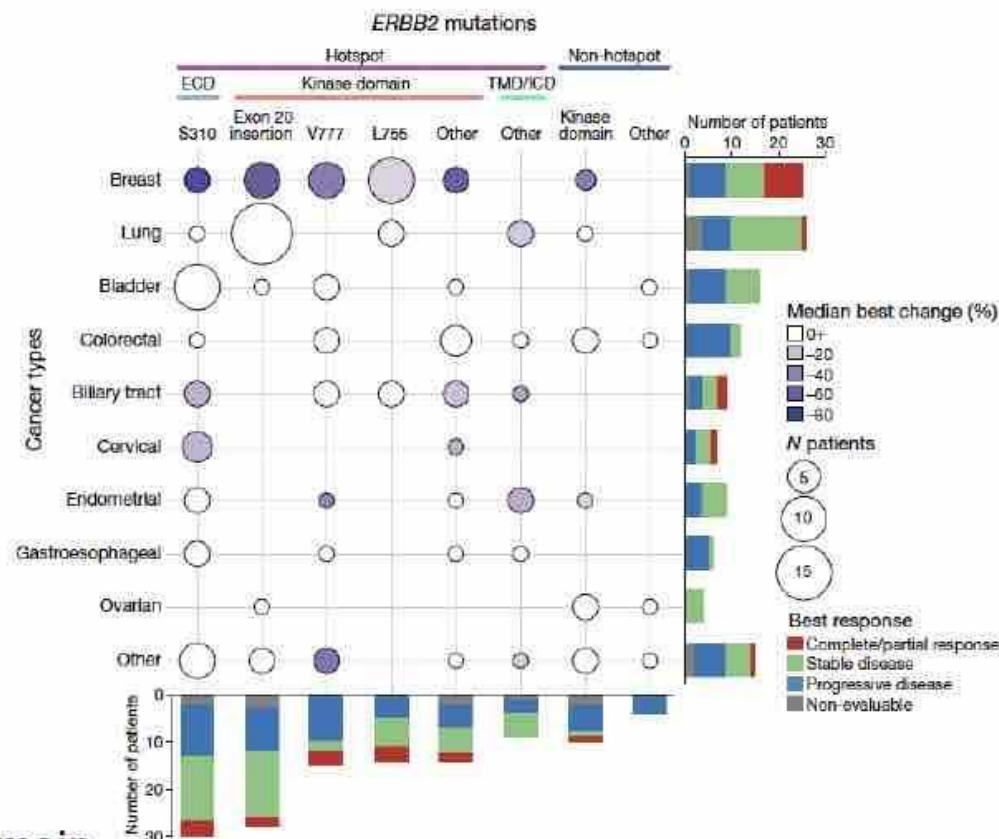 ERBB2 mutations
Hotspot Non-hotspot
ECD Kinase domain TMD/ICD
S310 Exon 20 insertion V777 L755 Other Other Kinase domain Other
Number of patients
0 10 20 30
Cancer types
Breast
Lung
Bladder
Colorectal
Biliary tract
Cervical
Endometrial
Gastroesophageal
Ovarian
Other
Median best change (%)
0+
–20
–40
–60
–80
N patients
5
10
15
Best response
Complete/partial response
Stable disease
Progressive disease
Non-evaluable
Number of patients
0
10
20
30